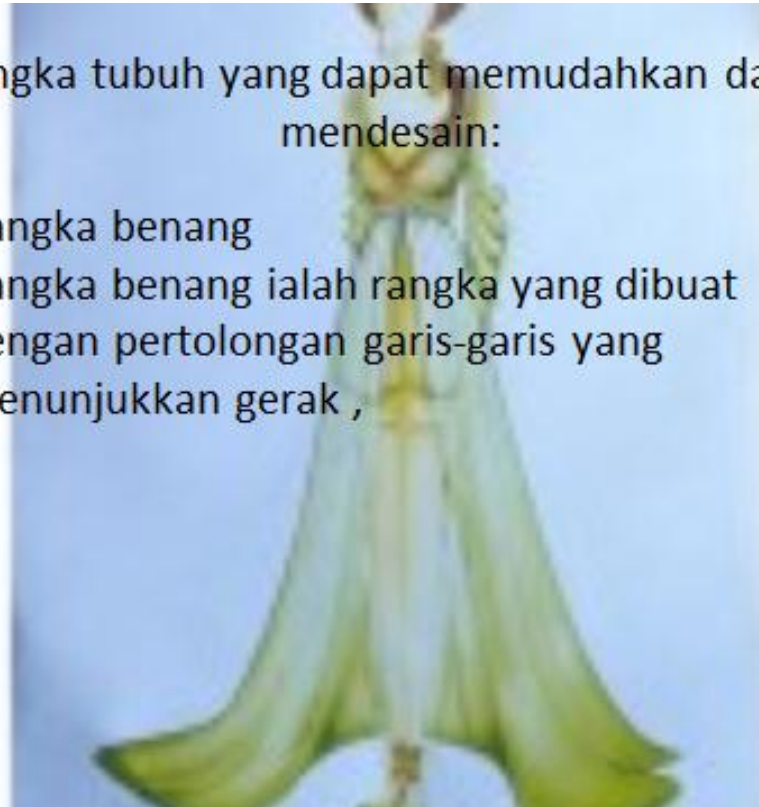 ngka tubuh yang dapat memudahkan da
mendesain:
angka benang
angka benang ialah rangka yang dibuat
engan pertolongan garis-garis yang
enunjukkan gerak ,